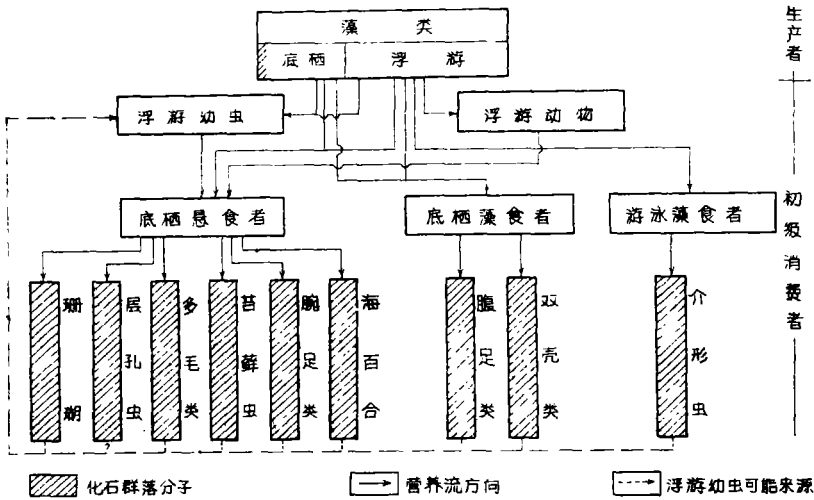 藻类
底栖 浮游
生产者
浮游幼虫
浮游动物
底栖悬食者
底栖藻食者
游泳藻食者
初级消费者
珊瑚
层孔虫
多毛类
苔藓虫
腕足类
海百合
腹足类
双壳类
介形虫
?
化石群落分子
营养流方向
浮游幼虫可能来源